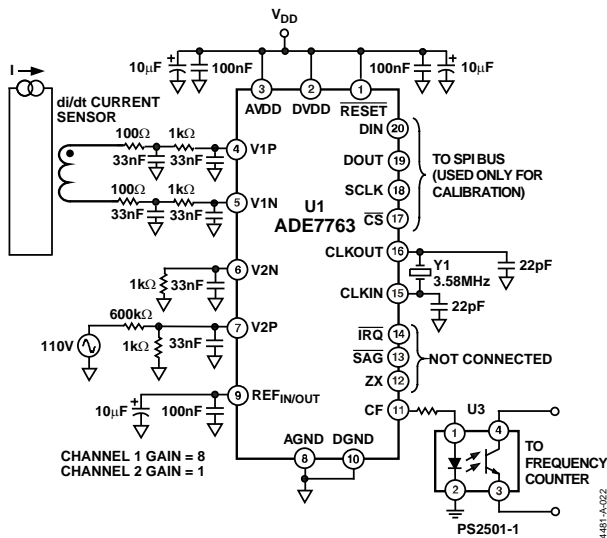 VDD
10μF
100nF
100nF
10μF
I
3
2
1
AVDD
DVDD
RESET
di/dt CURRENT
SENSOR
100Ω
1kΩ
33nF
33nF
4
V1P
100Ω
1kΩ
33nF
33nF
5
V1N
U1
ADE7763
DIN
20
DOUT
19
SCLK
18
CS
17
TO SPI BUS
(USED ONLY FOR
CALIBRATION)
CLKOUT
16
Y1
3.58MHz
22pF
CLKIN
15
22pF
6
V2N
1kΩ
33nF
600kΩ
7
V2P
110V
1kΩ
33nF
IRQ
14
SAG
13
ZX
12
NOT CONNECTED
9
REFIN/OUT
10μF
100nF
CF
11
U3
1
4
2
3
TO
FREQUENCY
COUNTER
PS2501-1
AGND
DGND
8
10
CHANNEL 1 GAIN = 8
CHANNEL 2 GAIN = 1
4481-A-022